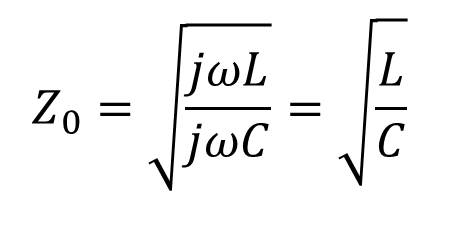 Z₀ = √(jωL / jωC) = √(L / C)